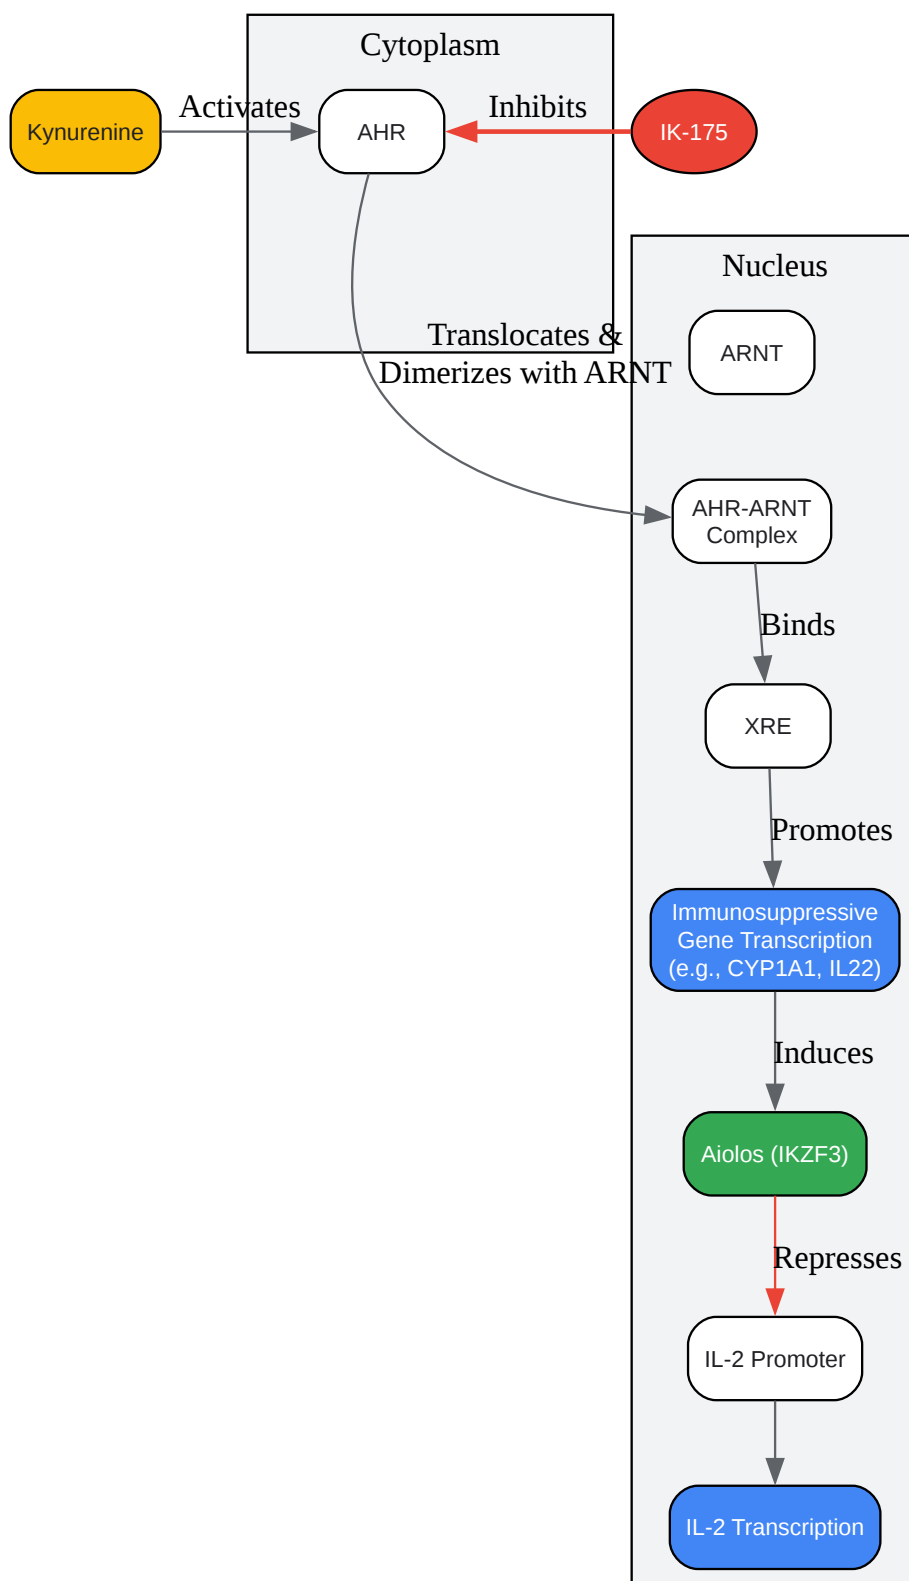 Cytoplasm
Kynurenine
Activates
AHR
Inhibits
IK-175
Nucleus
Translocates &
Dimerizes with ARNT
ARNT
AHR-ARNT
Complex
Binds
XRE
Promotes
Immunosuppressive
Gene Transcription
(e.g., CYP1A1, IL22)
Induces
Aiolos (IKZF3)
Represses
IL-2 Promoter
IL-2 Transcription